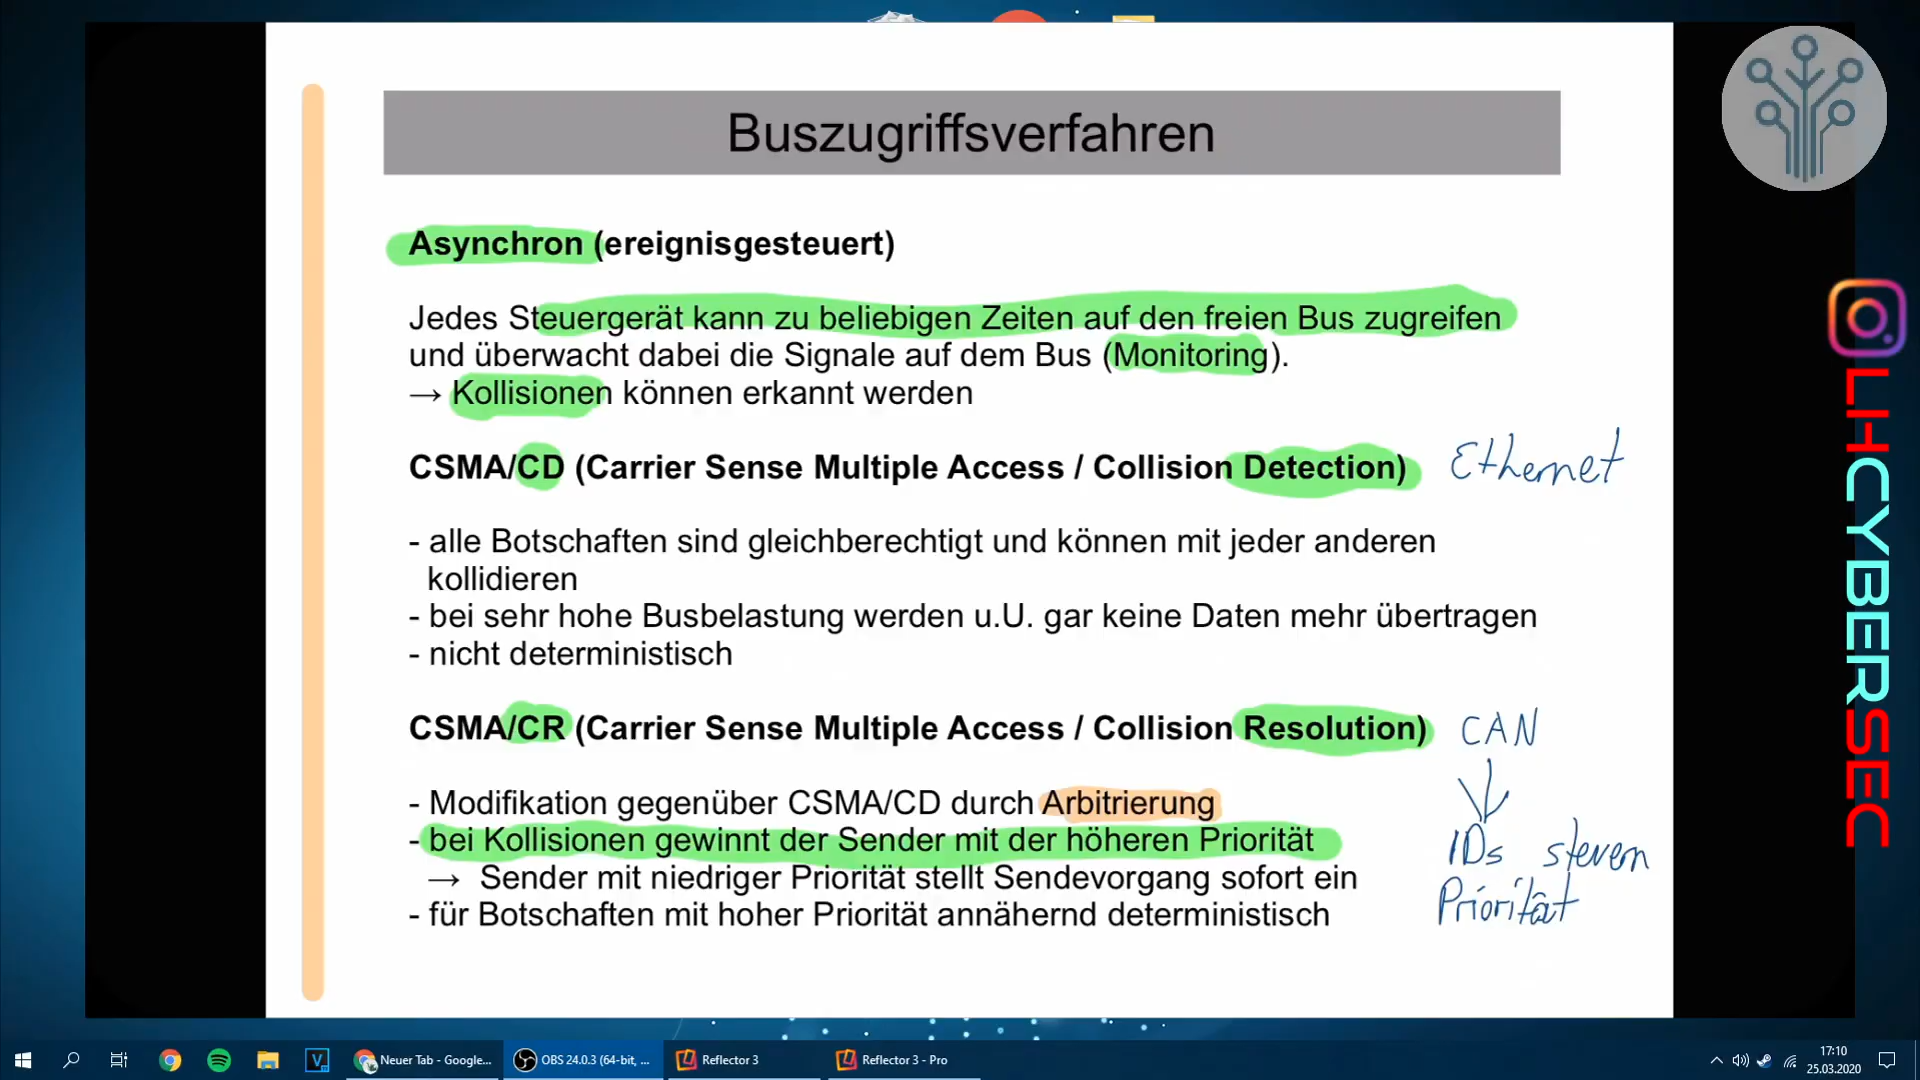 Buszugriffsverfahren
Asynchron (ereignisgesteuert)
Jedes Steuergerät kann zu beliebigen Zeiten auf den freien Bus zugreifen
und überwacht dabei die Signale auf dem Bus (Monitoring).
→ Kollisionen können erkannt werden
CSMA/CD (Carrier Sense Multiple Access / Collision Detection) Ethernet
- alle Botschaften sind gleichberechtigt und können mit jeder anderen
kollidieren
- bei sehr hohe Busbelastung werden u.U. gar keine Daten mehr übertragen
- nicht deterministisch
CSMA/CR (Carrier Sense Multiple Access / Collision Resolution) CAN
- Modifikation gegenüber CSMA/CD durch Arbitrierung
- bei Kollisionen gewinnt der Sender mit der höheren Priorität
→ Sender mit niedriger Priorität stellt Sendevorgang sofort ein
- für Botschaften mit hoher Priorität annähernd deterministisch
IDs steuern
Priorität
LHCYBERSEC
Neuer Tab - Google...
OBS 24.0.3 (64-bit, ...
Reflector 3
Reflector 3 - Pro
17:10
25.03.2020